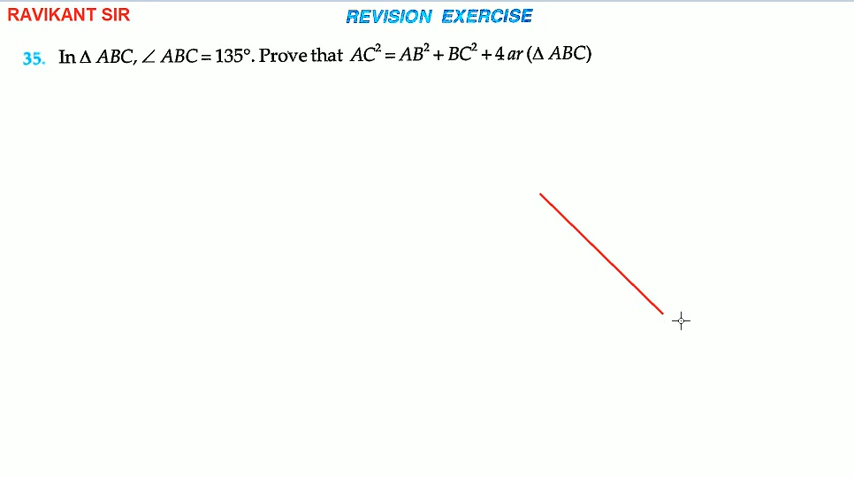 RAVIKANT SIR
REVISION EXERCISE
35. In Δ ABC, ∠ ABC = 135°. Prove that AC² = AB² + BC² + 4 ar (Δ ABC)